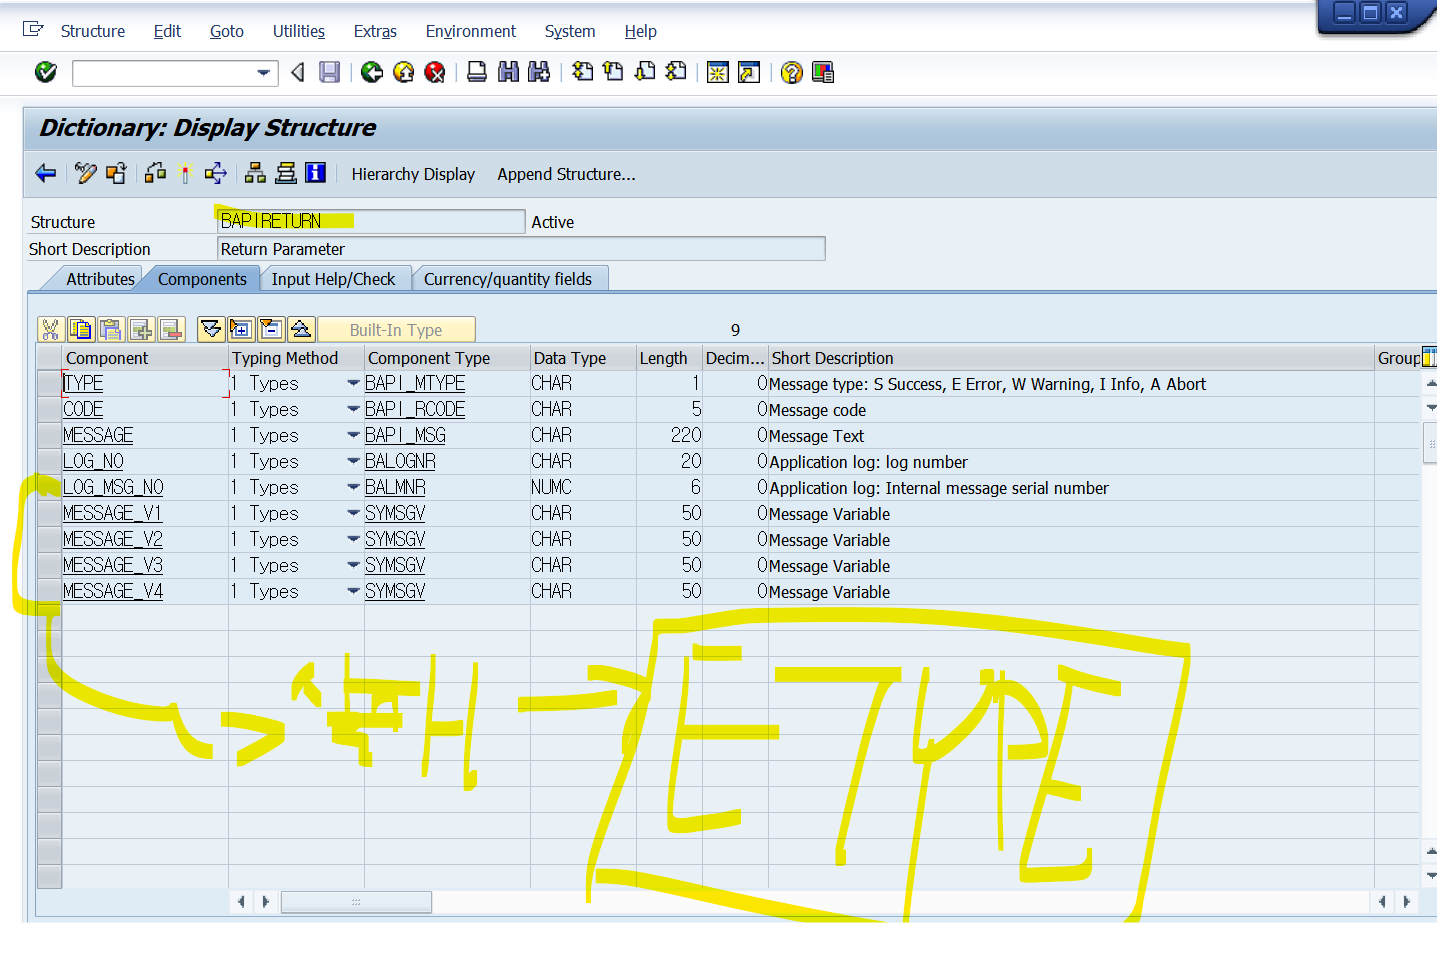 Structure Edit Goto Utilities Extras Environment System Help
Dictionary: Display Structure
Hierarchy Display Append Structure...
Structure BAPIRETURN Active
Short Description Return Parameter
Attributes Components Input Help/Check Currency/quantity fields
Built-In Type 9
Component Typing Method Component Type Data Type Length Decim... Short Description Group
TYPE 1 Types BAPI_MTYPE CHAR 1 0 Message type: S Success, E Error, W Warning, I Info, A Abort
CODE 1 Types BAPI_RCODE CHAR 5 0 Message code
MESSAGE 1 Types BAPI_MSG CHAR 220 0 Message Text
LOG_NO 1 Types BALOGNR CHAR 20 0 Application log: log number
LOG_MSG_NO 1 Types BALMNR NUMC 6 0 Application log: Internal message serial number
MESSAGE_V1 1 Types SYMSGV CHAR 50 0 Message Variable
MESSAGE_V2 1 Types SYMSGV CHAR 50 0 Message Variable
MESSAGE_V3 1 Types SYMSGV CHAR 50 0 Message Variable
MESSAGE_V4 1 Types SYMSGV CHAR 50 0 Message Variable
E-TYPE